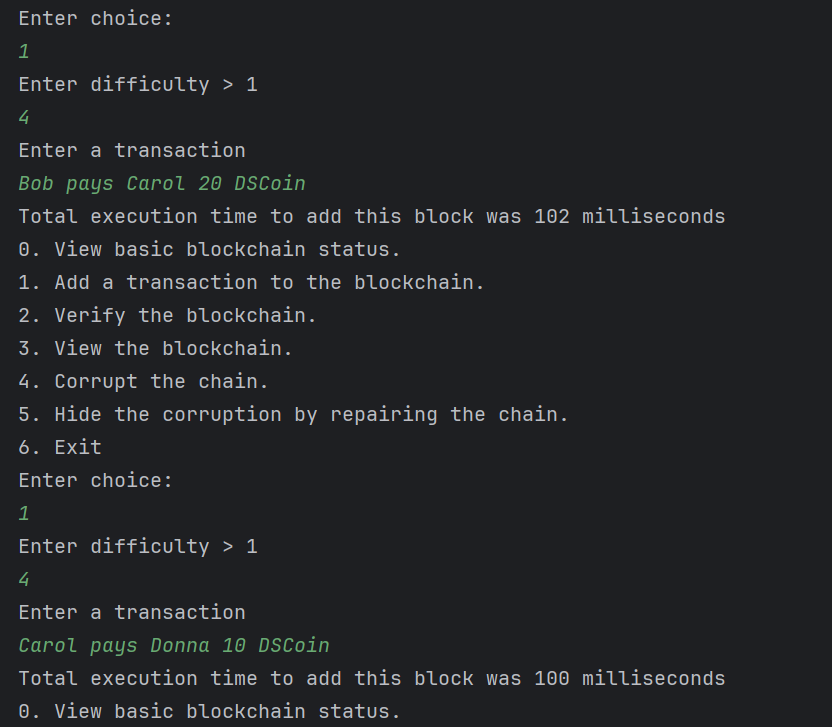 Enter choice:
1
Enter difficulty > 1
4
Enter a transaction
Bob pays Carol 20 DSCoin
Total execution time to add this block was 102 milliseconds
0. View basic blockchain status.
1. Add a transaction to the blockchain.
2. Verify the blockchain.
3. View the blockchain.
4. Corrupt the chain.
5. Hide the corruption by repairing the chain.
6. Exit
Enter choice:
1
Enter difficulty > 1
4
Enter a transaction
Carol pays Donna 10 DSCoin
Total execution time to add this block was 100 milliseconds
0. View basic blockchain status.